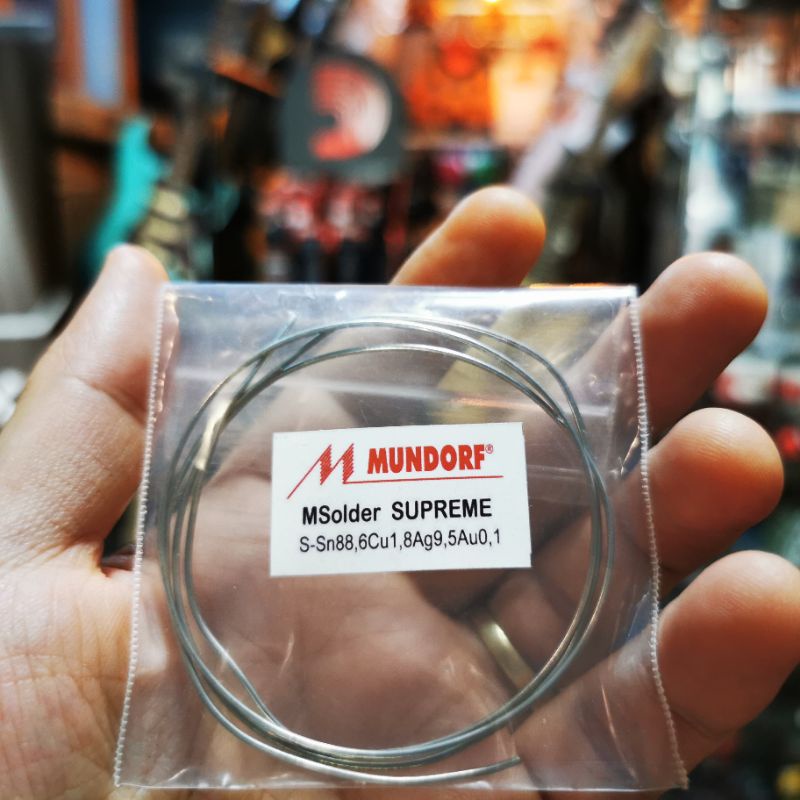 MUNDORF®
MSolder SUPREME
S-Sn88,6Cu1,8Ag9,5Au0,1